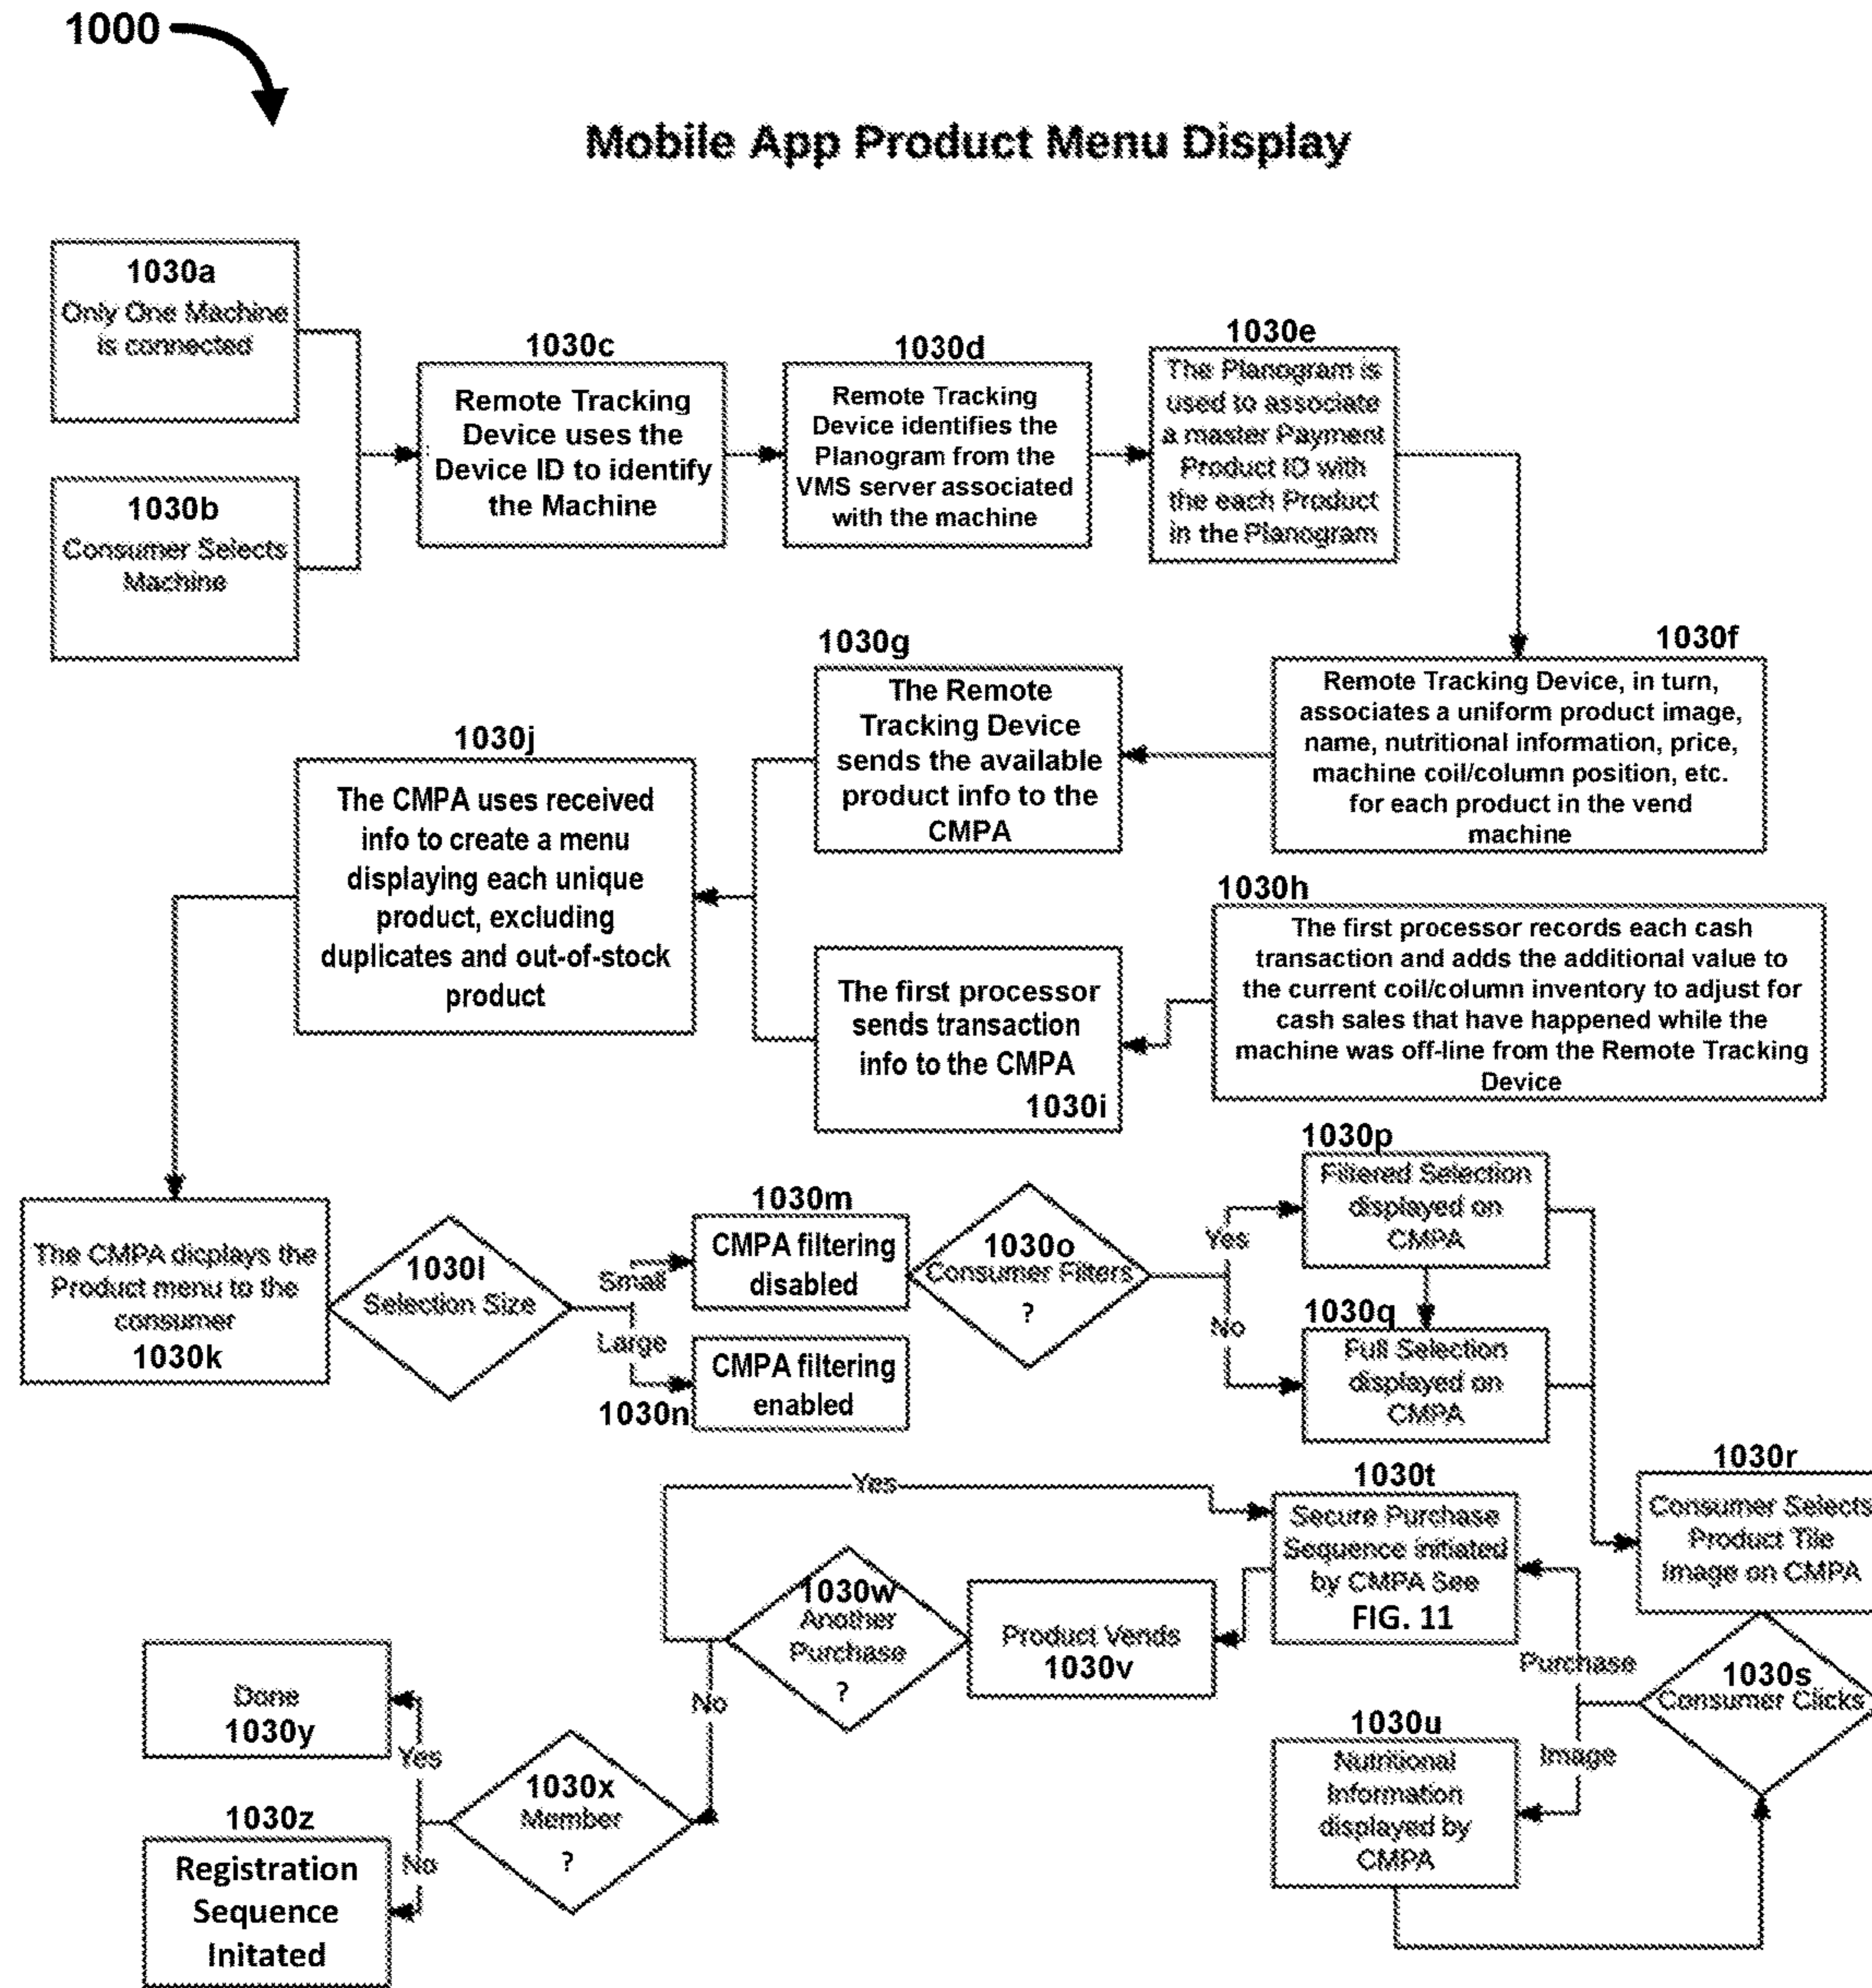 1000
Mobile App Product Menu Display
1030a
Only One Machine
is connected
1030b
Consumer Selects
Machine
1030c
Remote Tracking
Device uses the
Device ID to identify
the Machine
1030d
Remote Tracking
Device identifies the
Planogram from the
VMS server associated
with the machine
1030e
The Planogram is
used to associate
a master Payment
Product ID with
the each Product
in the Planogram
1030f
Remote Tracking Device, in turn,
associates a uniform product image,
name, nutritional information, price,
machine coil/column position, etc.
for each product in the vend
machine
1030g
The Remote
Tracking Device
sends the available
product info to the
CMPA
1030h
The first processor records each cash
transaction and adds the additional value to
the current coil/column inventory to adjust for
cash sales that have happened while the
machine was off-line from the Remote Tracking
Device
The first processor
sends transaction
info to the CMPA
1030i
1030j
The CMPA uses received
info to create a menu
displaying each unique
product, excluding
duplicates and out-of-stock
product
The CMPA dicplays the
Product menu to the
consumer
1030k
1030l
Selection Size
Small
Large
1030m
CMPA filtering
disabled
1030n
CMPA filtering
enabled
1030o
Consumer Filters
?
Yes
No
1030p
Filtered Selection
displayed on
CMPA
1030q
Full Selection
displayed on
CMPA
1030r
Consumer Selects
Product Tile
Image on CMPA
1030s
Consumer Clicks
Purchase
Image
1030t
Secure Purchase
Sequence initiated
by CMPA See
FIG. 11
1030u
Nutritional
Information
displayed by
CMPA
Product Vends
1030v
1030w
Another
Purchase
?
Yes
No
1030x
Member
?
Yes
No
Done
1030y
1030z
Registration
Sequence
Initated